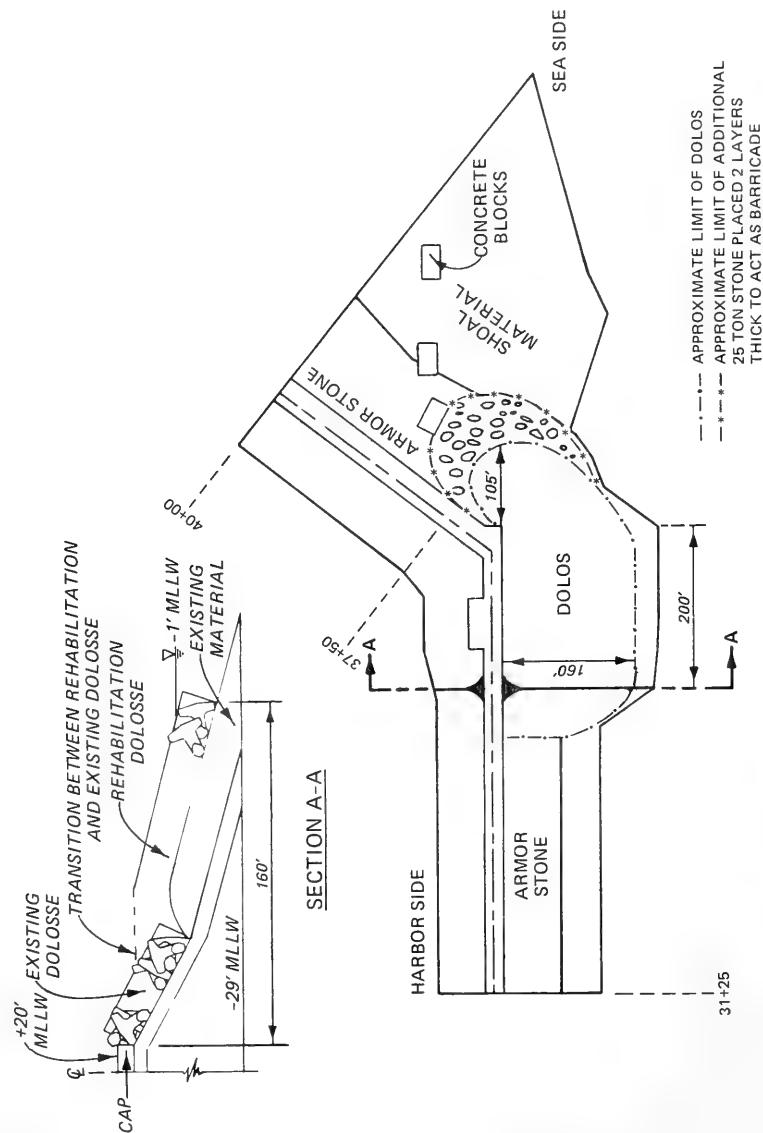 ℄
CAP
+20'
MLLW
EXISTING
DOLOSSE
TRANSITION BETWEEN REHABILITATION
AND EXISTING DOLOSSE
REHABILITATION
DOLOSSE
-1' MLLW
EXISTING
MATERIAL
-29' MLLW
160'
SECTION A-A
HARBOR SIDE
31+25
ARMOR
STONE
A
A
37+50
40+00
160'
200'
105'
DOLOS
ARMOR STONE
SHOAL
MATERIAL
CONCRETE
BLOCKS
SEA SIDE
—·—·— APPROXIMATE LIMIT OF DOLOS
—*—*— APPROXIMATE LIMIT OF ADDITIONAL
25 TON STONE PLACED 2 LAYERS
THICK TO ACT AS BARRICADE